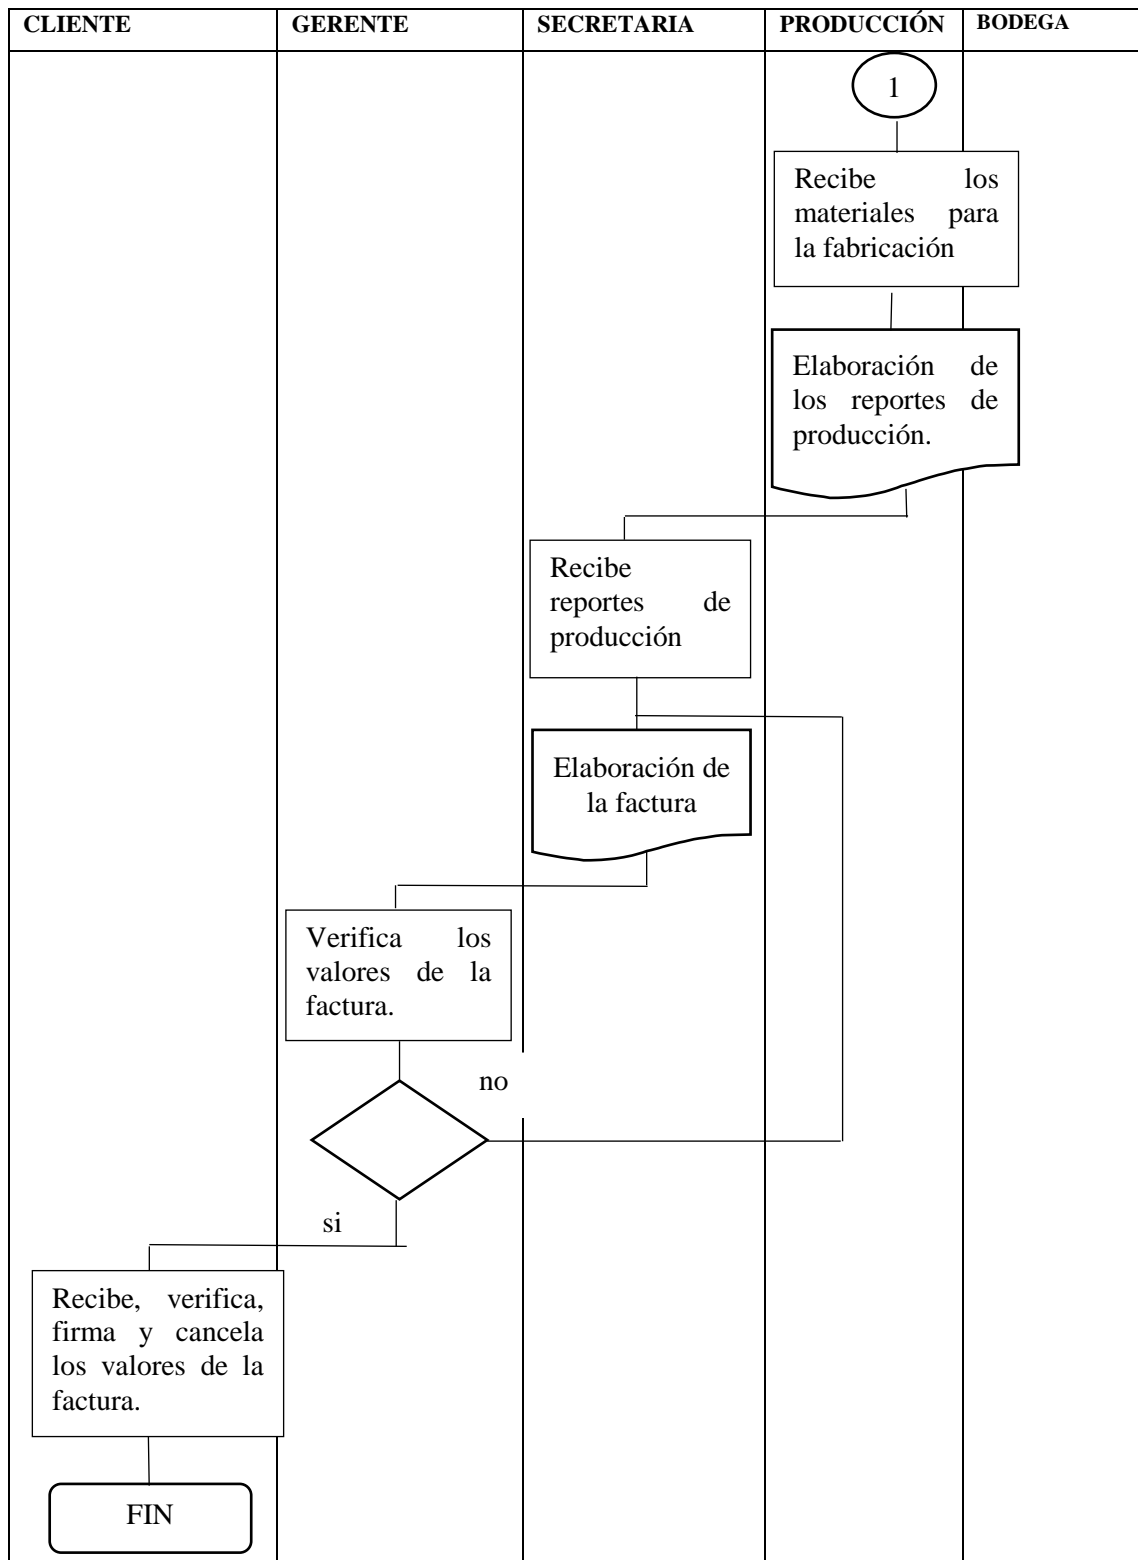 CLIENTE
GERENTE
SECRETARIA
PRODUCCIÓN
BODEGA
1
Recibe los
materiales para
la fabricación
Elaboración de
los reportes de
producción.
Recibe
reportes de
producción
Elaboración de
la factura
Verifica los
valores de la
factura.
no
si
Recibe, verifica,
firma y cancela
los valores de la
factura.
FIN